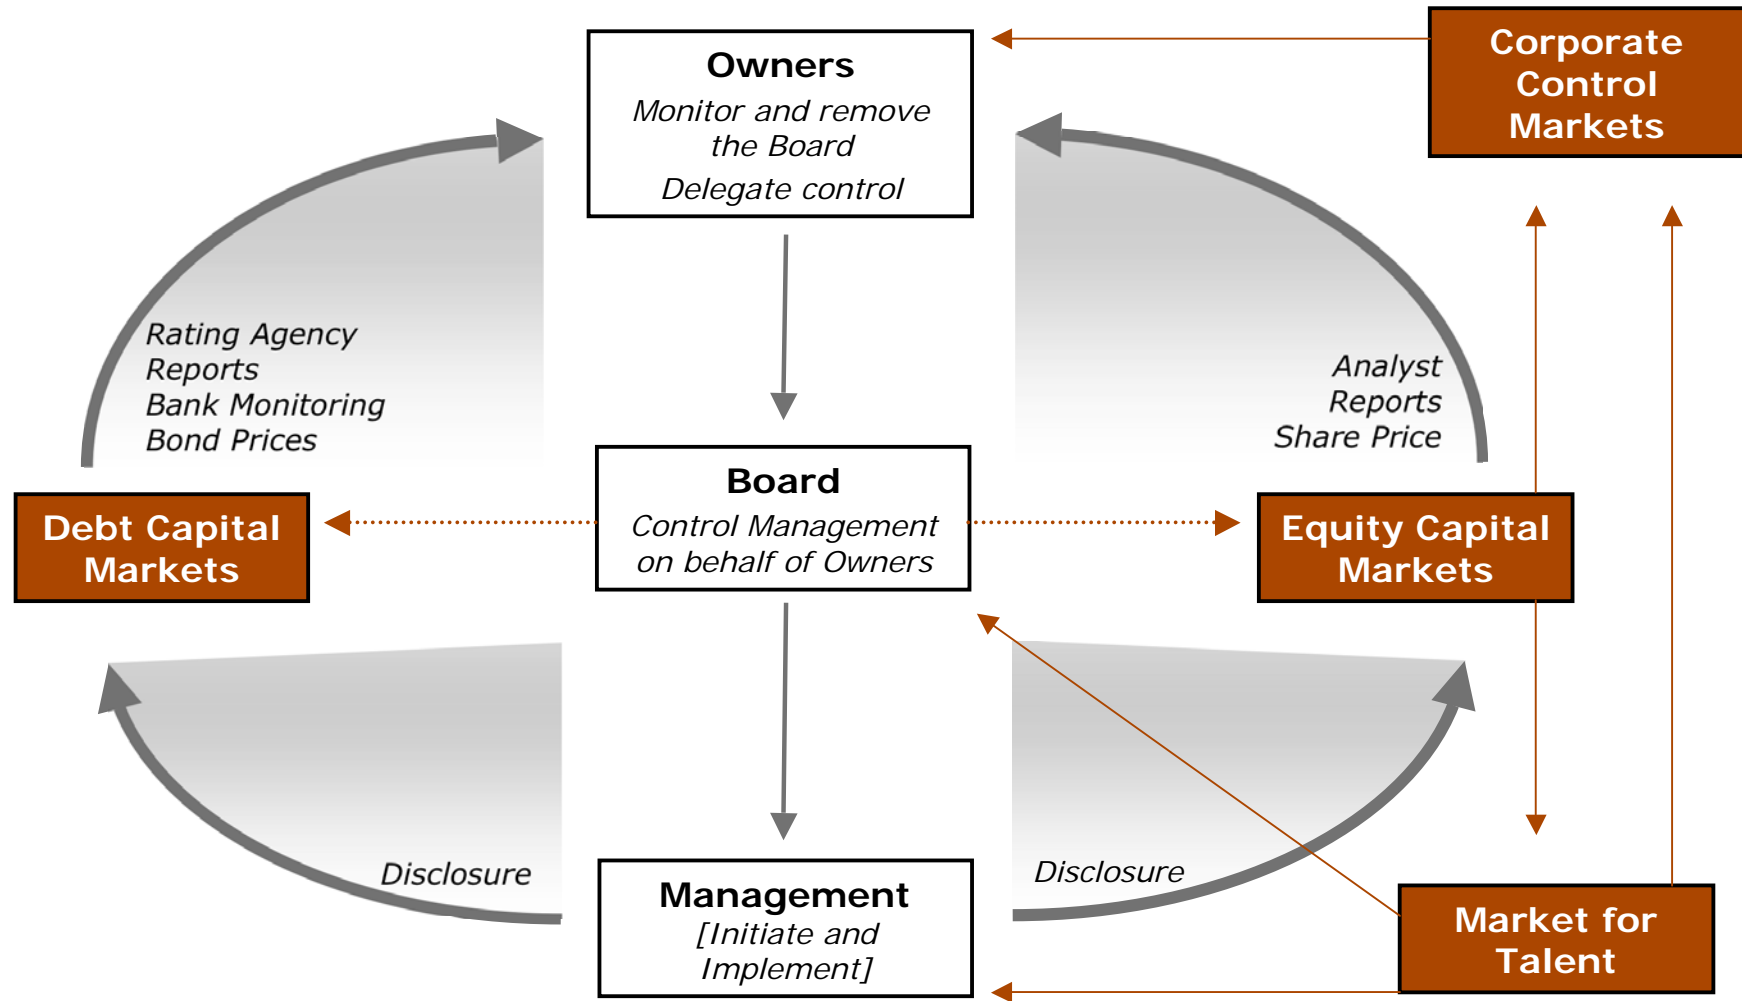 Owners
Monitor and remove
the Board
Delegate control
Corporate
Control
Markets
Rating Agency
Reports
Bank Monitoring
Bond Prices
Analyst
Reports
Share Price
Debt Capital
Markets
Board
Control Management
on behalf of Owners
Equity Capital
Markets
Disclosure
Management
[Initiate and
Implement]
Disclosure
Market for
Talent